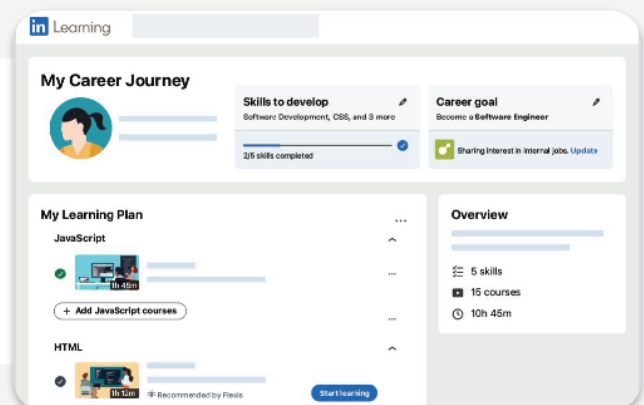 in Learning
My Career Journey
Skills to develop
Software Development, CSS, and 3 more
2/5 skills completed
Career goal
Become a Software Engineer
Sharing interest in internal jobs. Update
My Learning Plan
...
JavaScript
1h 45m
...
+ Add JavaScript courses
...
HTML
1h 12m
Recommended by Flexis
Start learning
Overview
5 skills
15 courses
10h 45m